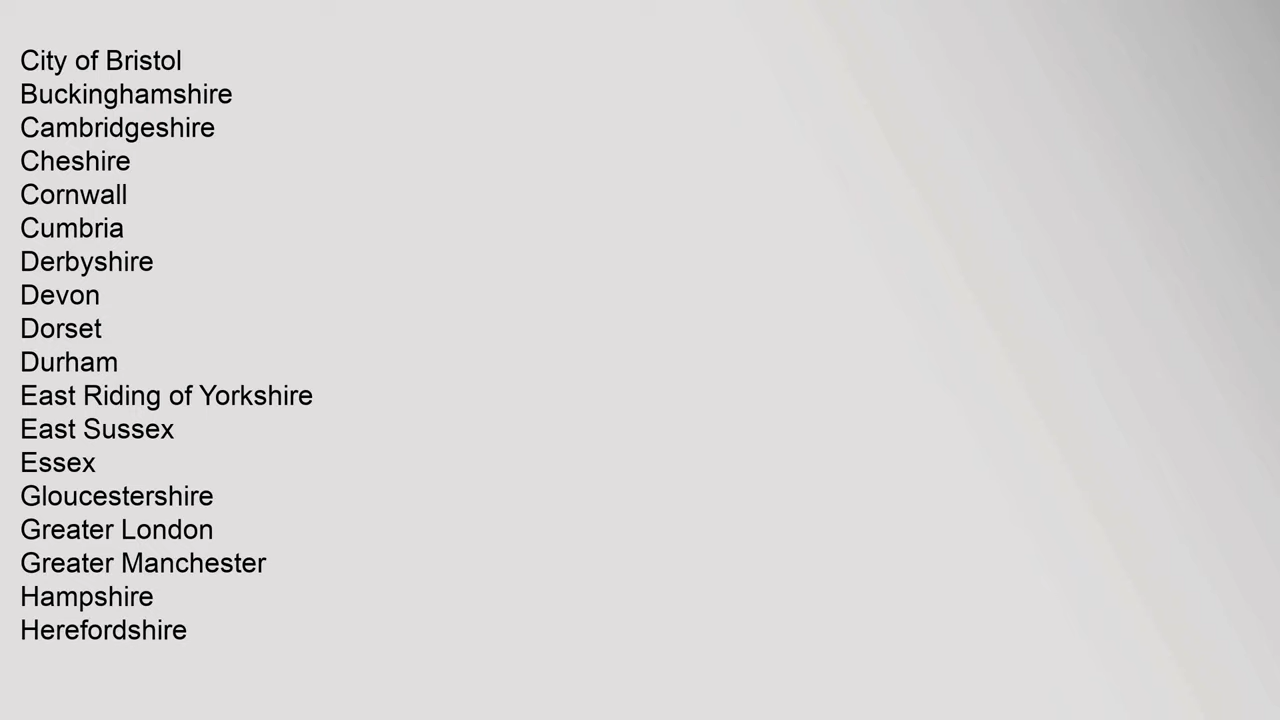 City of Bristol
Buckinghamshire
Cambridgeshire
Cheshire
Cornwall
Cumbria
Derbyshire
Devon
Dorset
Durham
East Riding of Yorkshire
East Sussex
Essex
Gloucestershire
Greater London
Greater Manchester
Hampshire
Herefordshire